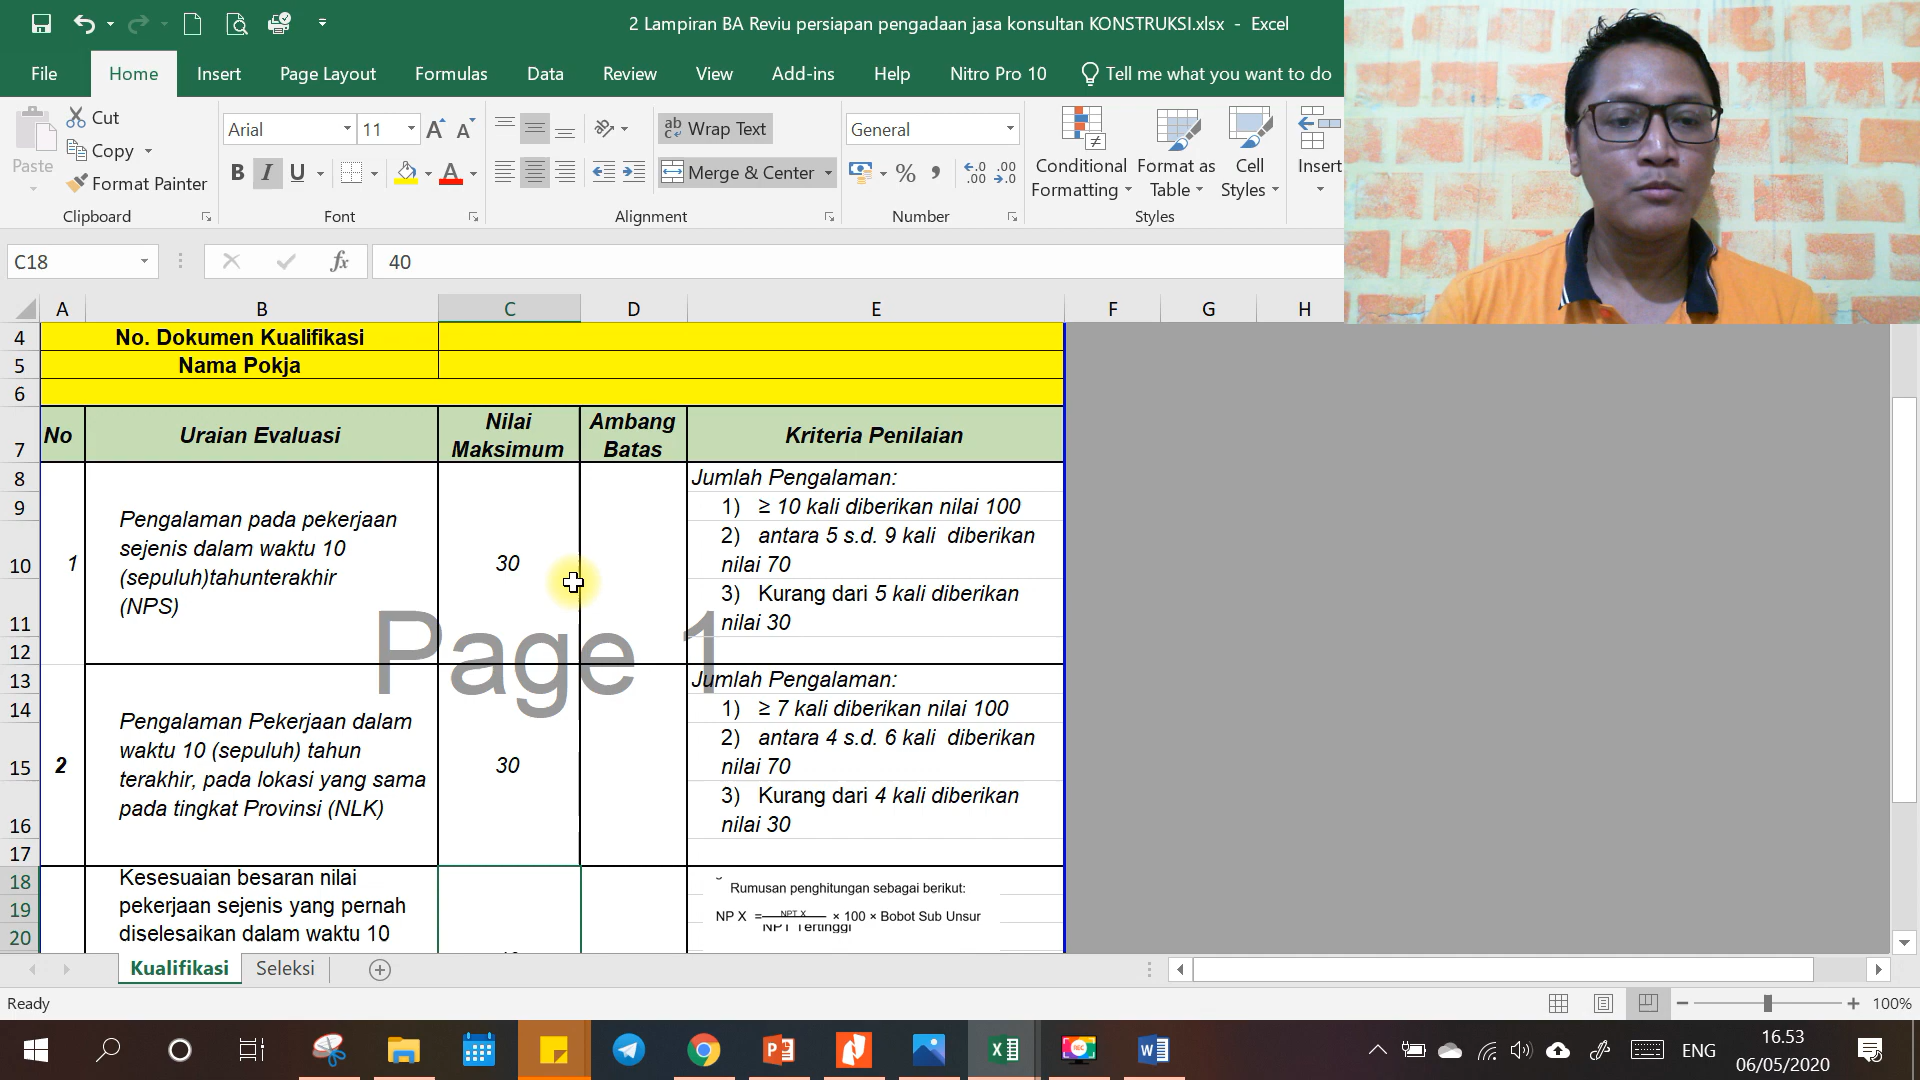 2 Lampiran BA Reviu persiapan pengadaan jasa konsultan KONSTRUKSI.xlsx - Excel
File Home Insert Page Layout Formulas Data Review View Add-ins Help Nitro Pro 10 Tell me what you want to do
Paste
Cut
Copy
Format Painter
Clipboard
Arial 11
B I U
Font
Wrap Text
Merge & Center
Alignment
General
Number
Conditional Formatting
Format as Table
Cell Styles
Styles
Insert
C18 fx 40
A B C D E F G H
4 No. Dokumen Kualifikasi
5 Nama Pokja
6
7 No Uraian Evaluasi Nilai Maksimum Ambang Batas Kriteria Penilaian
8 Jumlah Pengalaman:
9 1) ≥ 10 kali diberikan nilai 100
10 2) antara 5 s.d. 9 kali diberikan
nilai 70
11 3) Kurang dari 5 kali diberikan
nilai 30
12
1
Pengalaman pada pekerjaan
sejenis dalam waktu 10
(sepuluh)tahunterakhir
(NPS)
30
Page 1
13 Jumlah Pengalaman:
14 1) ≥ 7 kali diberikan nilai 100
15 2) antara 4 s.d. 6 kali diberikan
nilai 70
16 3) Kurang dari 4 kali diberikan
nilai 30
17
2
Pengalaman Pekerjaan dalam
waktu 10 (sepuluh) tahun
terakhir, pada lokasi yang sama
pada tingkat Provinsi (NLK)
30
18 Kesesuaian besaran nilai
19 pekerjaan sejenis yang pernah
20 diselesaikan dalam waktu 10
Rumusan penghitungan sebagai berikut:
NP X = NPT X × 100 × Bobot Sub Unsur
NPT Tertinggi
Kualifikasi Seleksi
Ready 100%
ENG
16.53
06/05/2020